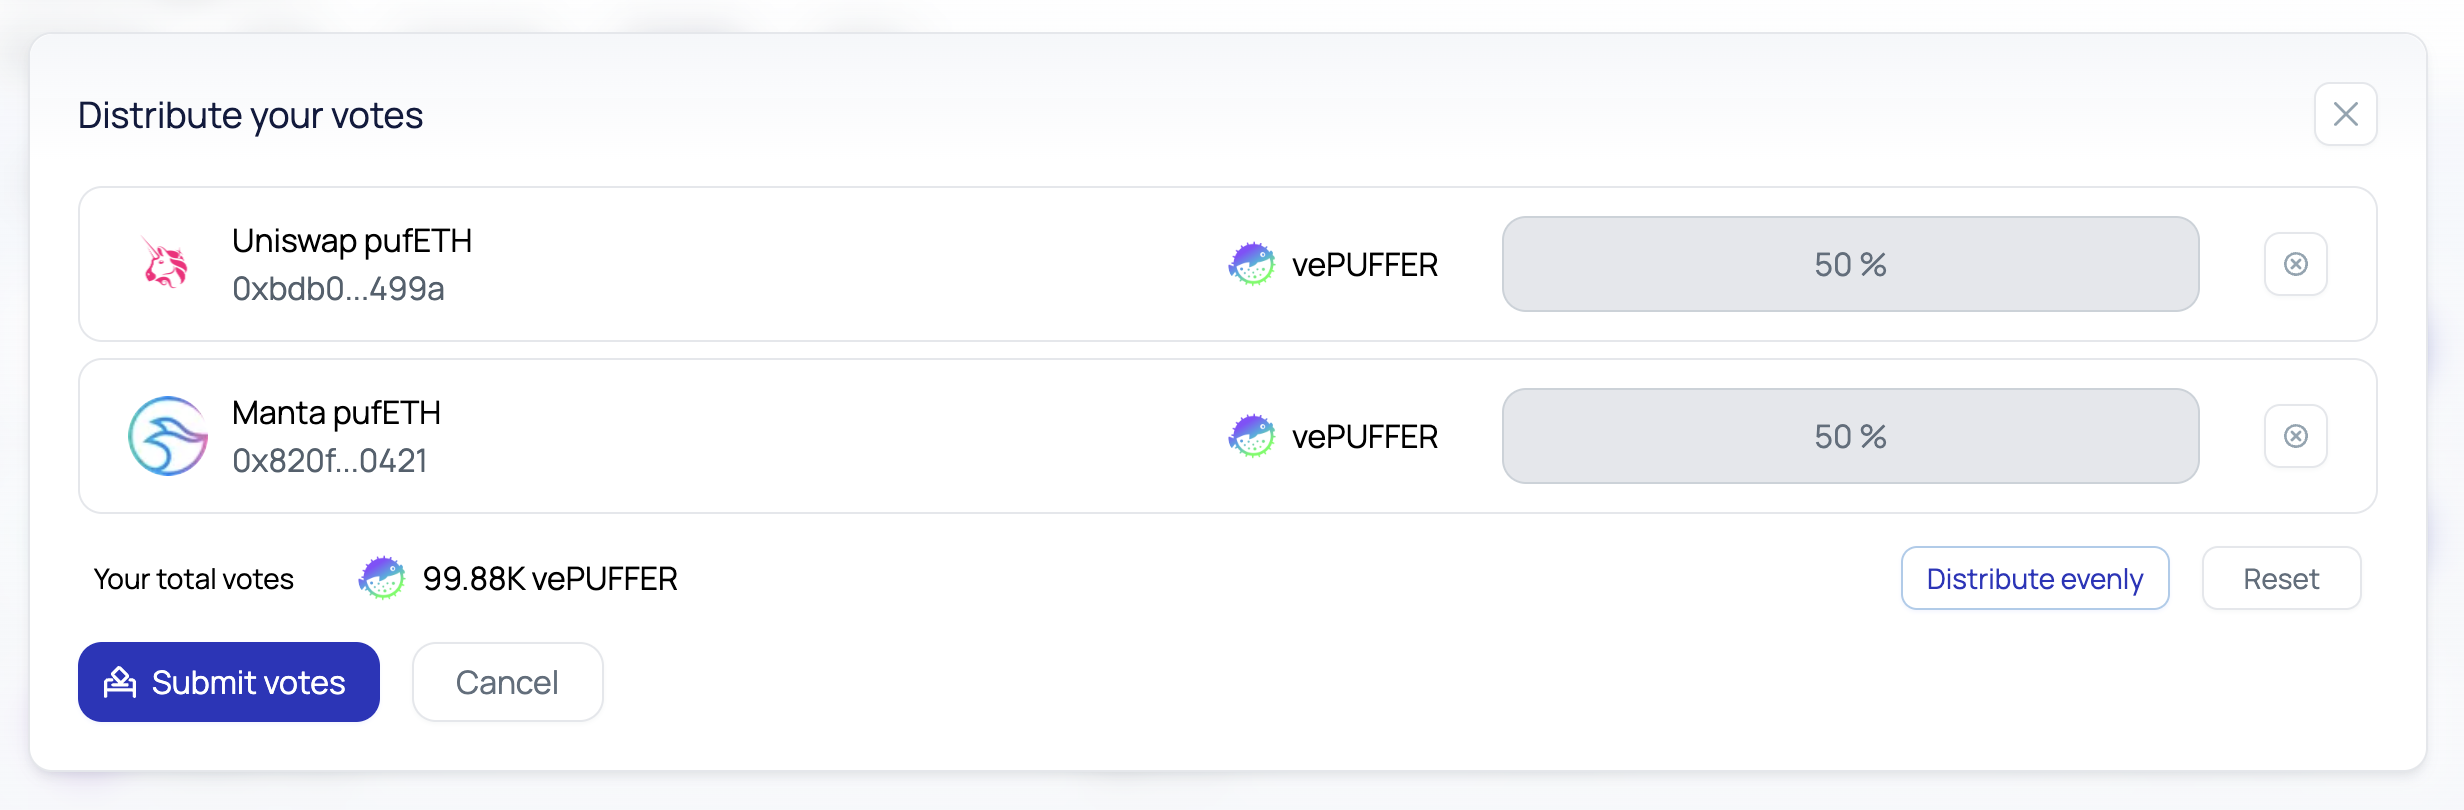 Distribute your votes
Uniswap pufETH
0xbdb0...499a
vePUFFER
50 %
Manta pufETH
0x820f...0421
vePUFFER
50 %
Your total votes
99.88K vePUFFER
Distribute evenly
Reset
Submit votes
Cancel